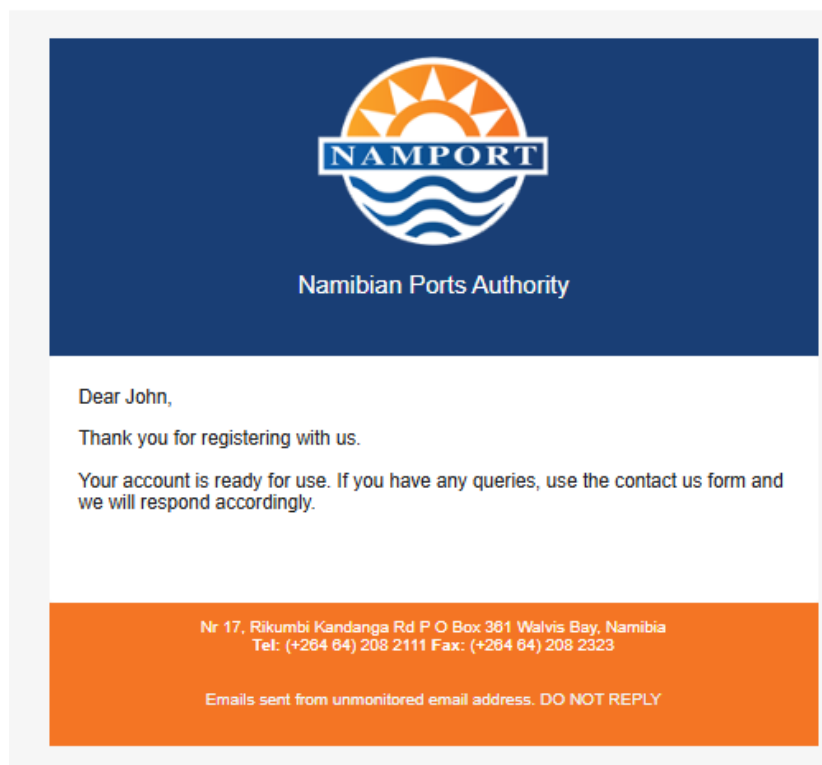 NAMPORT
Namibian Ports Authority
Dear John,
Thank you for registering with us.
Your account is ready for use. If you have any queries, use the contact us form and
we will respond accordingly.
Nr 17, Rikumbi Kandanga Rd P O Box 361 Walvis Bay, Namibia
Tel: (+264 64) 208 2111 Fax: (+264 64) 208 2323
Emails sent from unmonitored email address. DO NOT REPLY